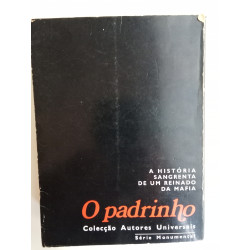 A HISTÓRIA
SANGRENTA
DE UM REINADO
DA MAFIA
O padrinho
Colecção Autores Universais
Série Monumental